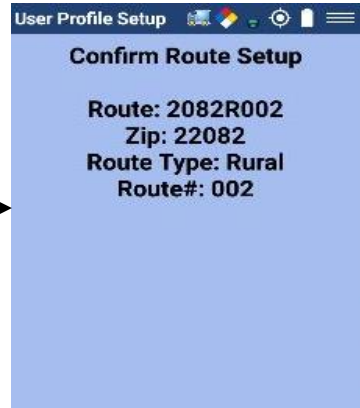 User Profile Setup
Confirm Route Setup
Route: 2082R002
Zip: 22082
Route Type: Rural
Route#: 002